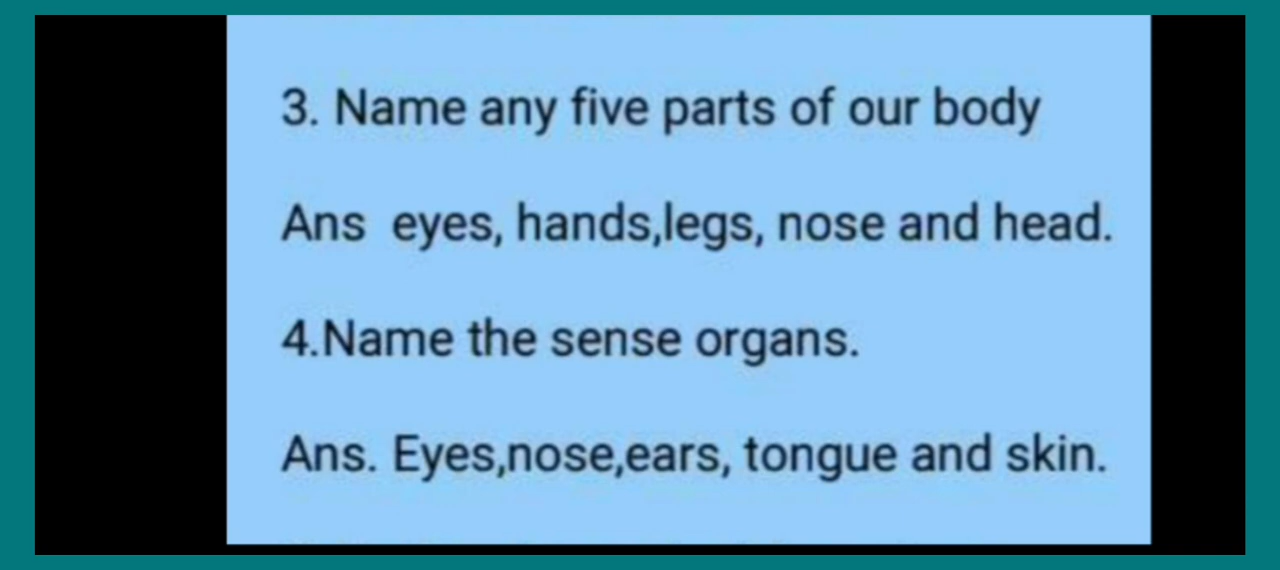 3. Name any five parts of our body
Ans eyes, hands,legs, nose and head.
4.Name the sense organs.
Ans. Eyes,nose,ears, tongue and skin.